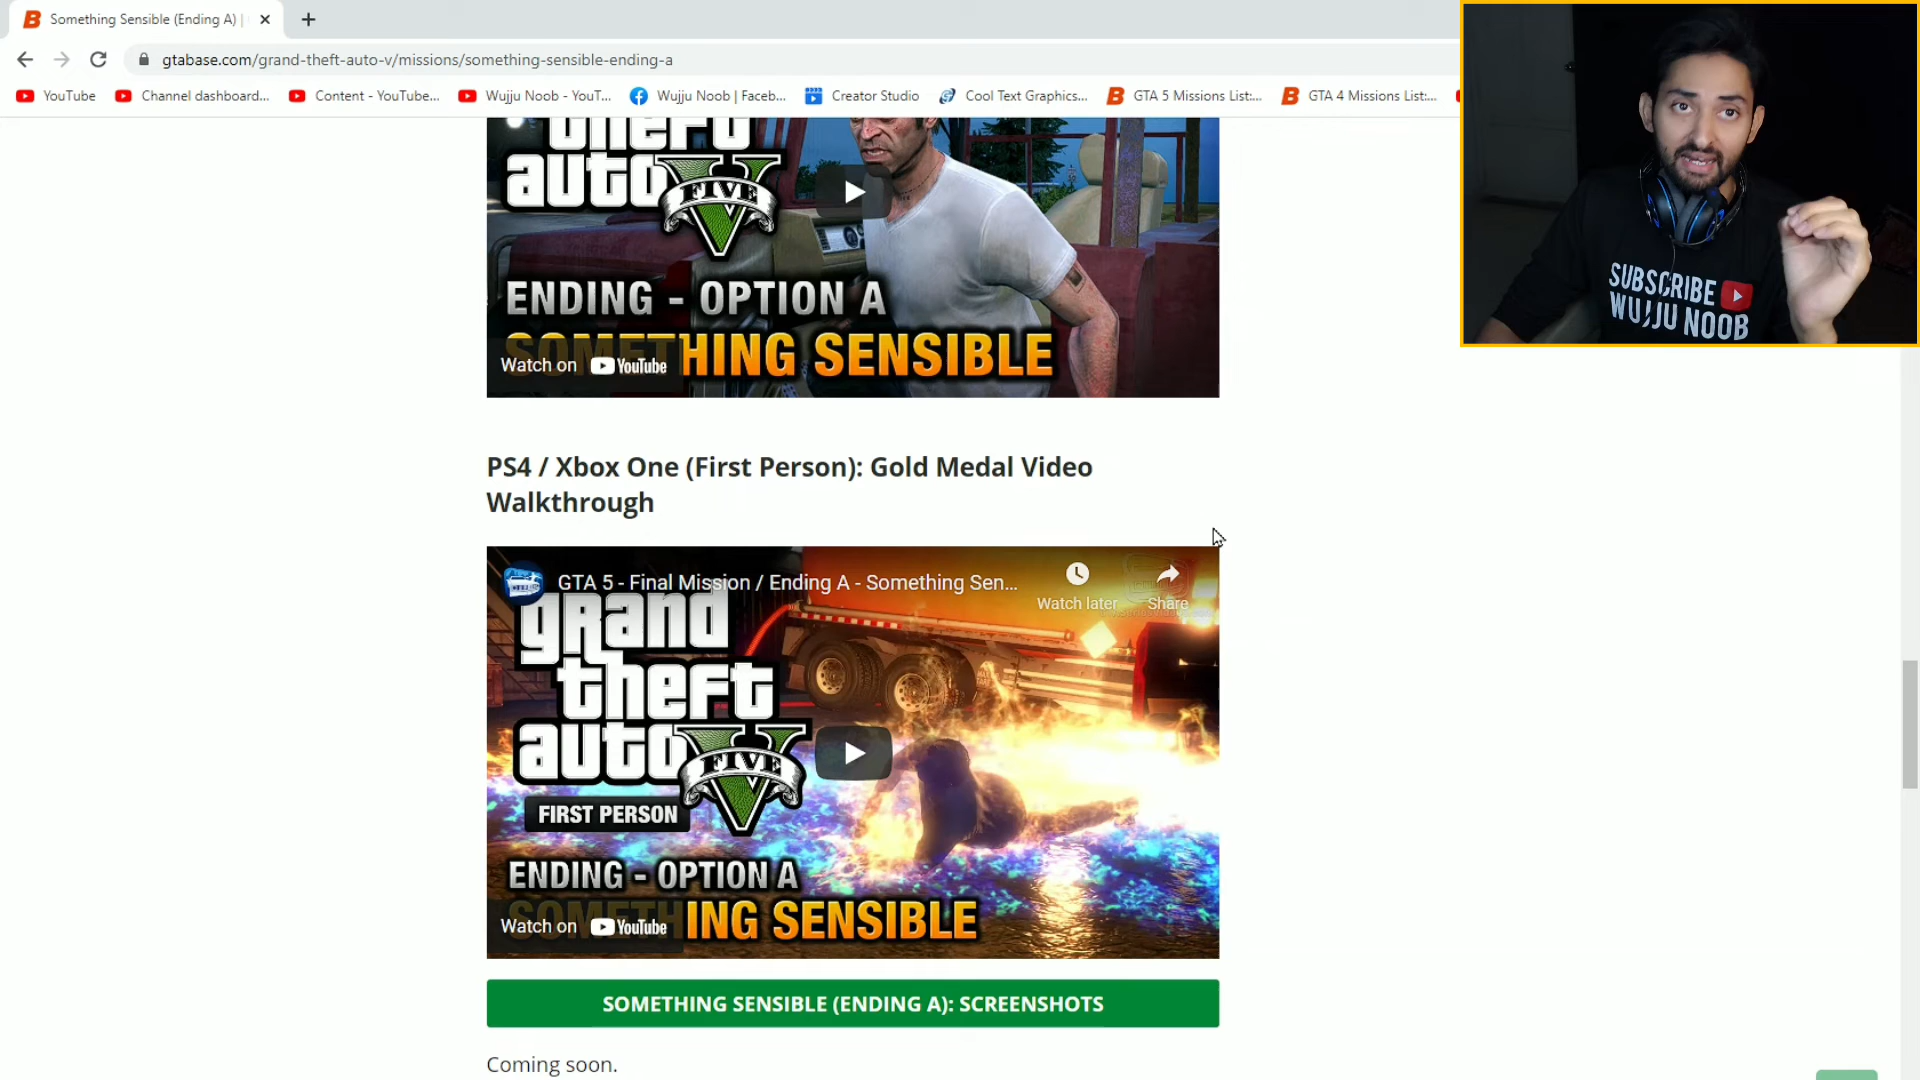 Something Sensible (Ending A) |
gtabase.com/grand-theft-auto-v/missions/something-sensible-ending-a
YouTube
Channel dashboard...
Content - YouTube...
Wujju Noob - YouT...
Wujju Noob | Faceb...
Creator Studio
Cool Text Graphics...
GTA 5 Missions List:...
GTA 4 Missions List:...
SUBSCRIBE
WUJJU NOOB
theft
auto
FIVE
V
ENDING - OPTION A
SOMETHING SENSIBLE
Watch on YouTube
PS4 / Xbox One (First Person): Gold Medal Video
Walkthrough
GTA 5 - Final Mission / Ending A - Something Sen...
Watch later
Share
grand
theft
auto
FIVE
V
FIRST PERSON
ENDING - OPTION A
SOMETHING SENSIBLE
Watch on YouTube
SOMETHING SENSIBLE (ENDING A): SCREENSHOTS
Coming soon.